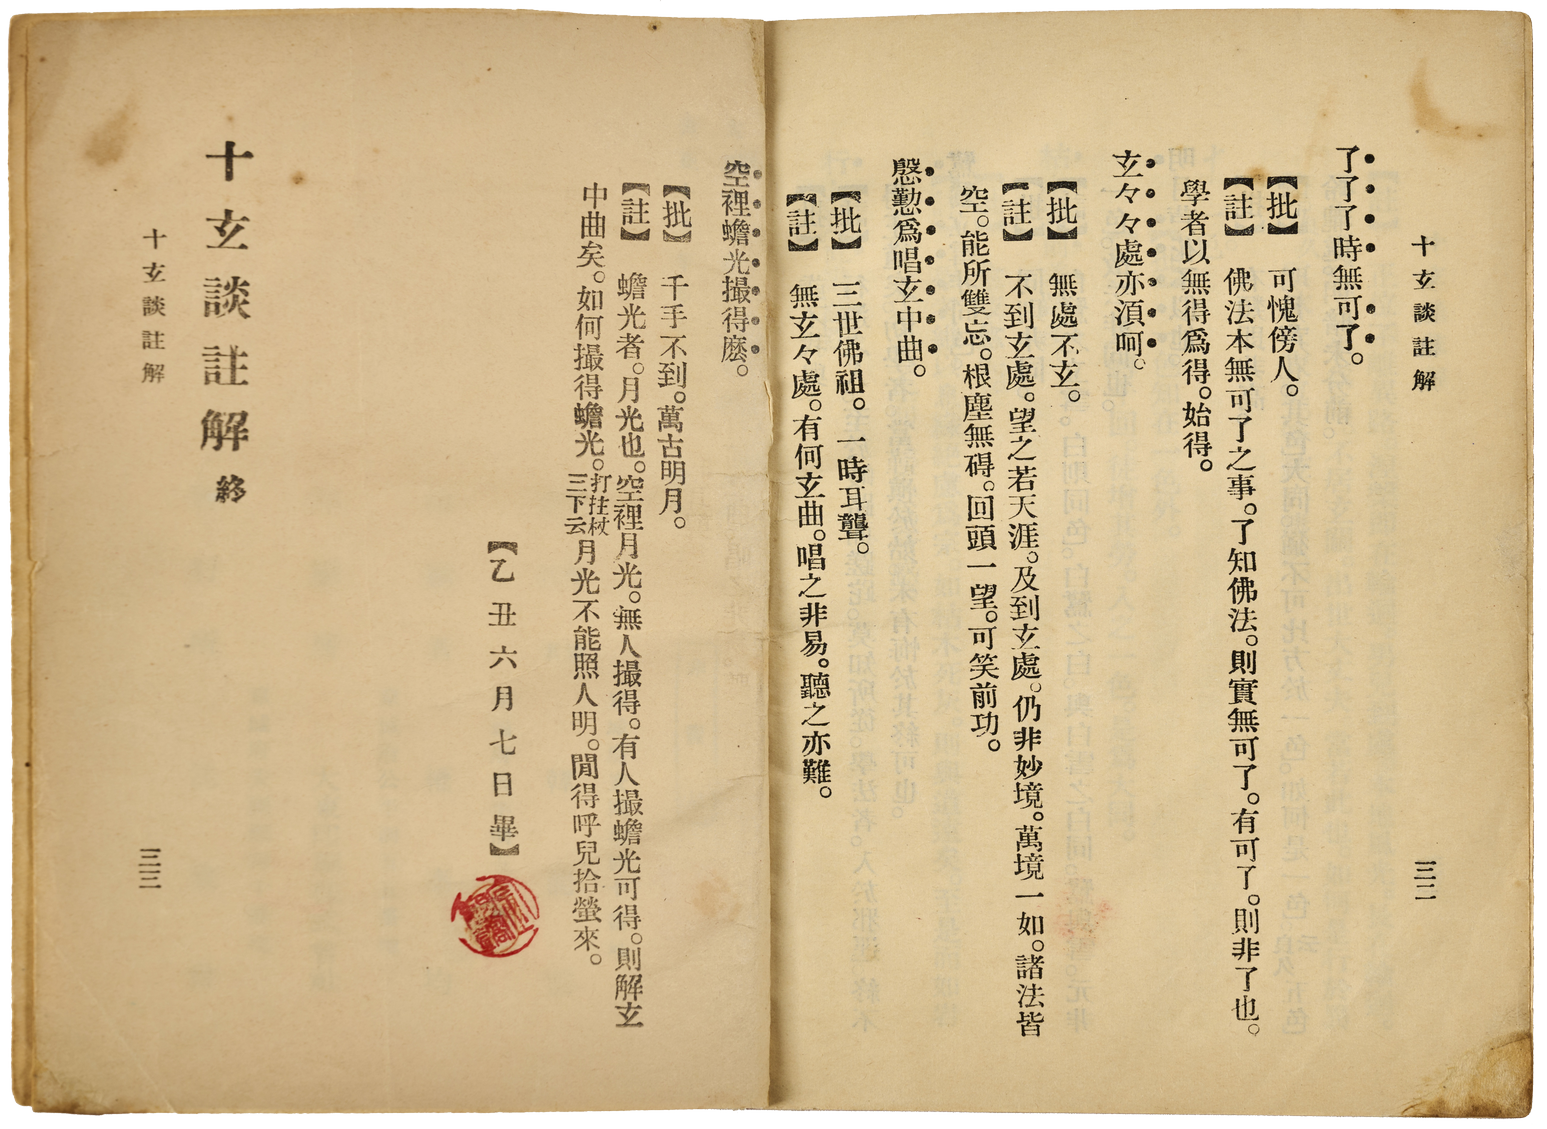 十玄談註解
三二
了了了時無可了。
【批】 可愧傍人。
【註】 佛法本無可了之事。了知佛法。則實無可了。有可了。則非了也。
學者以無得爲得。始得。
玄々々處亦須呵。
【批】 無處不玄。
【註】 不到玄處。望之若天涯。及到玄處。仍非妙境。萬境一如。諸法皆
空。能所雙忘。根塵無碍。回頭一望。可笑前功。
慇懃爲唱玄中曲。
【批】 三世佛祖。一時耳聾。
【註】 無玄々處。有何玄曲。唱之非易。聽之亦難。
空裡蟾光撮得麽。
【批】 千手不到。萬古明月。
【註】 蟾光者。月光也。空裡月光。無人撮得。有人撮蟾光可得。則解玄
中曲矣。如何撮得蟾光。打拄杖三下云月光不能照人明。閒得呼兒拾螢來。
【乙丑六月七日畢】
十玄談註解終
十玄談註解
三三